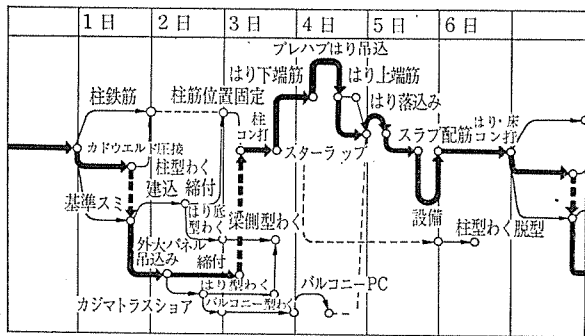 1日 2日 3日 4日 5日 6日
プレハブはり吊込
はり下端筋 はり上端筋
柱鉄筋 柱筋位置固定 はり落込み
柱コン打 はり・床コン打
カドウエルド圧接 スターラップ スラブ配筋
柱型わく
建込 締付
基準スミ はり底型わく 梁側型わく 設備 柱型わく脱型
外大パネル吊込み 締付
はり型わく バルコニーPC
カジマトラスショア バルコニー型わく